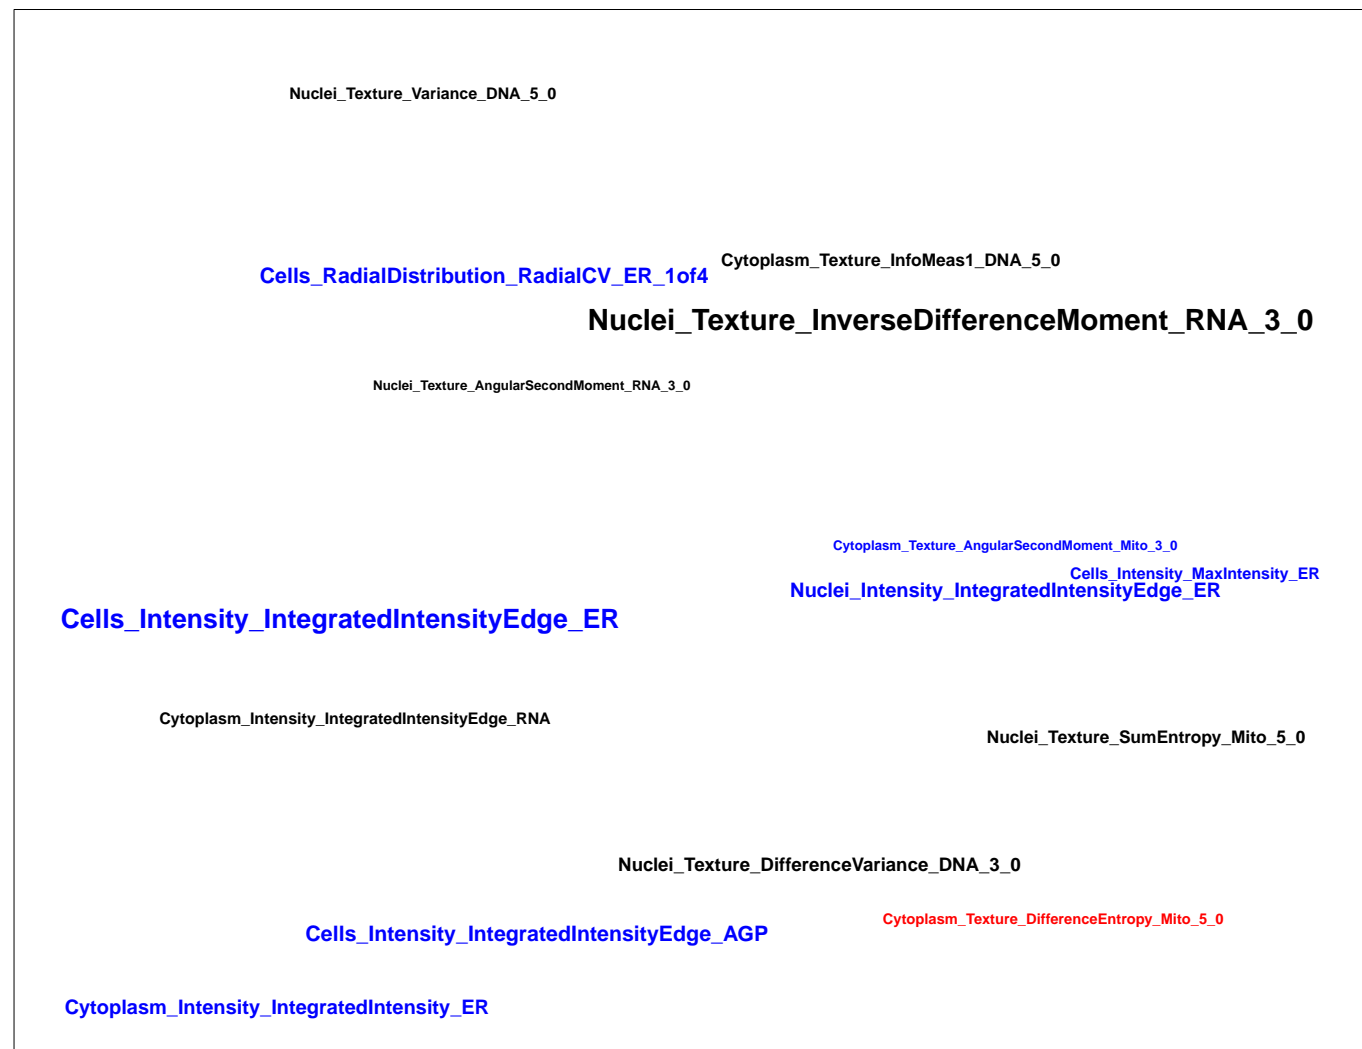 Nuclei_Texture_Variance_DNA_5_0
Cytoplasm_Texture_InfoMeas1_DNA_5_0
Cells_RadialDistribution_RadialCV_ER_1of4
Nuclei_Texture_InverseDifferenceMoment_RNA_3_0
Nuclei_Texture_AngularSecondMoment_RNA_3_0
Cytoplasm_Texture_AngularSecondMoment_Mito_3_0
Cells_Intensity_MaxIntensity_ER
Nuclei_Intensity_IntegratedIntensityEdge_ER
Cells_Intensity_IntegratedIntensityEdge_ER
Cytoplasm_Intensity_IntegratedIntensityEdge_RNA
Nuclei_Texture_SumEntropy_Mito_5_0
Nuclei_Texture_DifferenceVariance_DNA_3_0
Cytoplasm_Texture_DifferenceEntropy_Mito_5_0
Cells_Intensity_IntegratedIntensityEdge_AGP
Cytoplasm_Intensity_IntegratedIntensity_ER